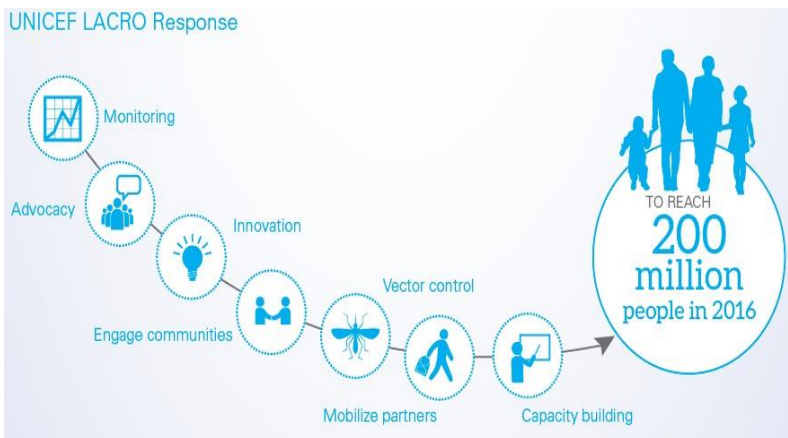 UNICEF LACRO Response
Monitoring
Advocacy
Innovation
Engage communities
Vector control
Mobilize partners
Capacity building
TO REACH
200
million
people in 2016